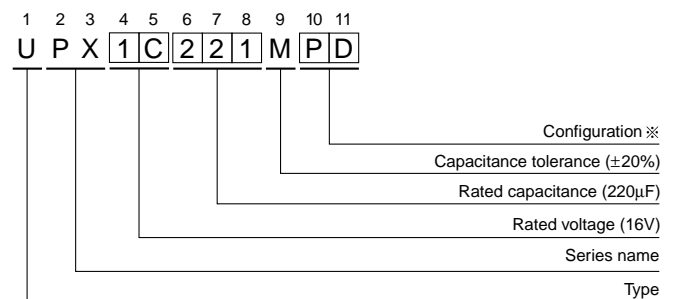 1 2 3 4 5 6 7 8 9 10 11
U P X 1 C 2 2 1 M P D
Configuration ※
Capacitance tolerance (±20%)
Rated capacitance (220µF)
Rated voltage (16V)
Series name
Type